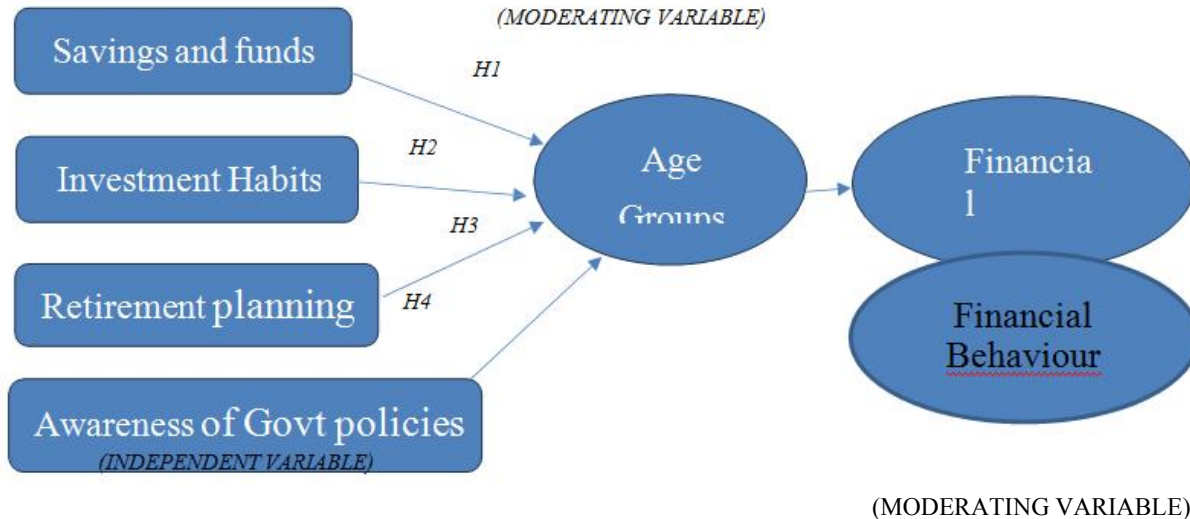 (MODERATING VARIABLE)
Savings and funds
H1
Investment Habits
H2
Retirement planning
H3
H4
Awareness of Govt policies
(INDEPENDENT VARIABLE)
Age
Groups
Financia
l
Financial
Behaviour
(MODERATING VARIABLE)